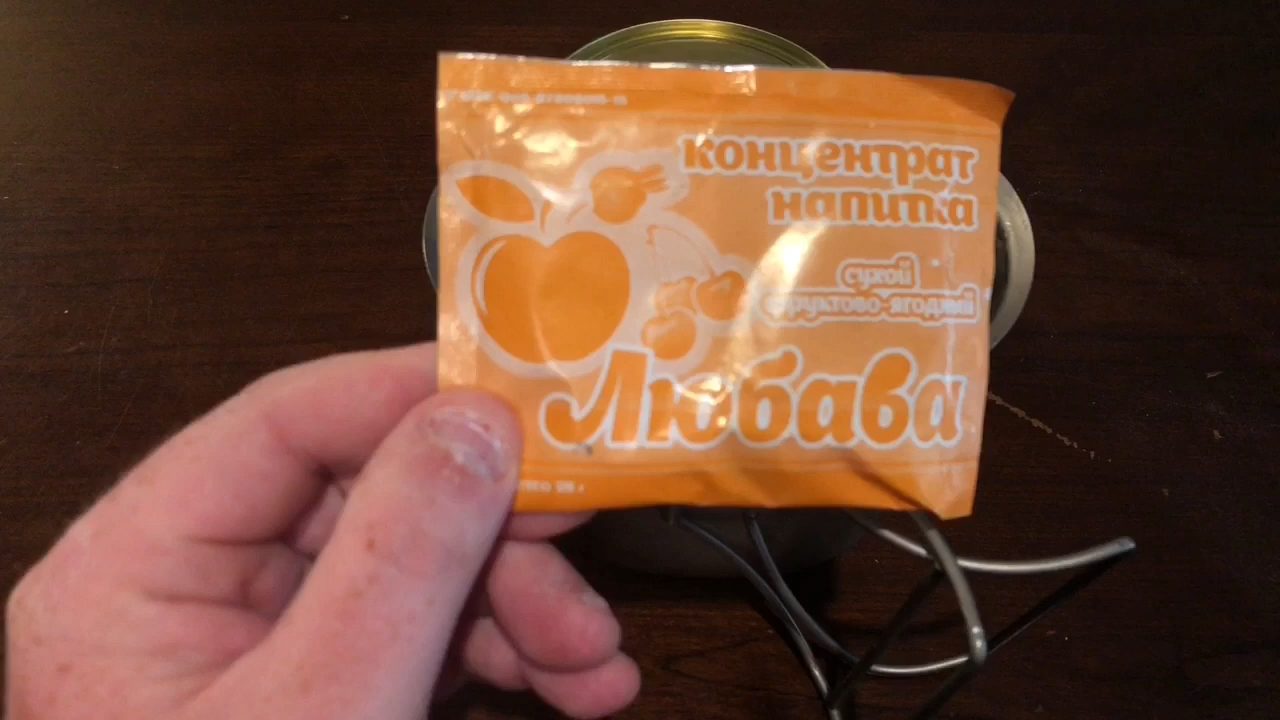 концентрат
напитка
сухой
фруктово-ягодный
Любава